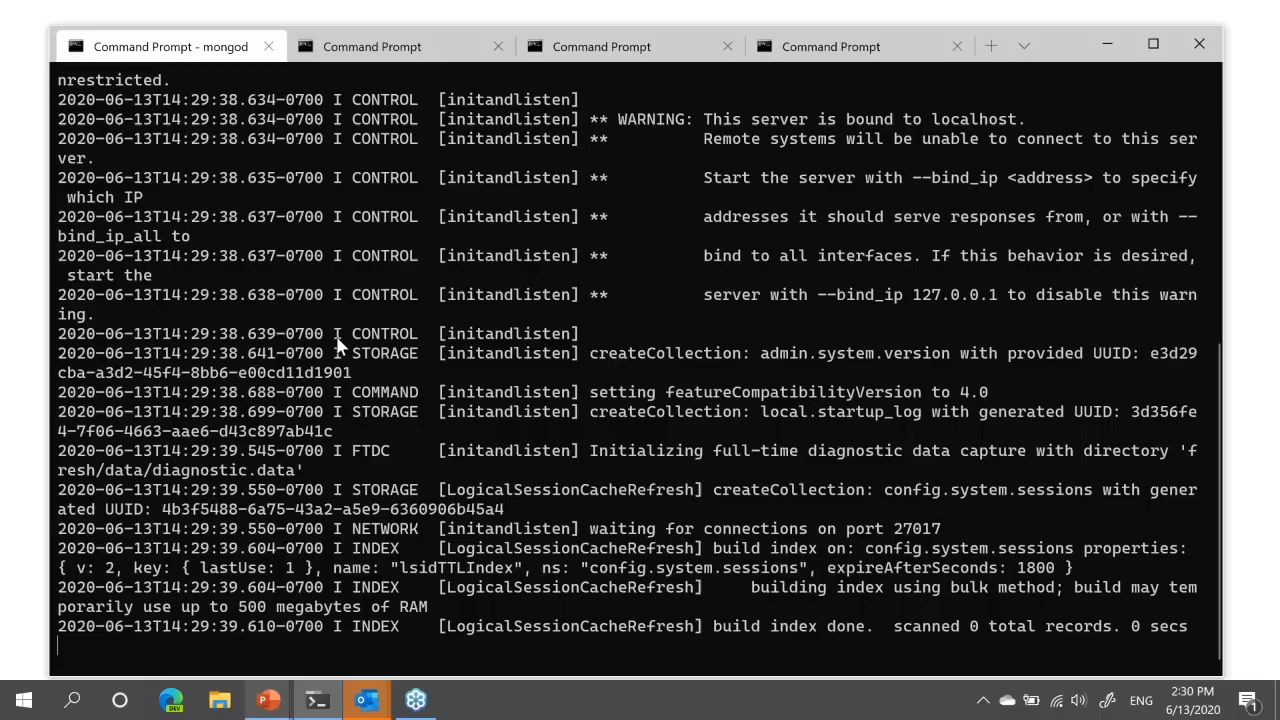 Command Prompt - mongod
Command Prompt
Command Prompt
Command Prompt
nrestricted.
2020-06-13T14:29:38.634-0700 I CONTROL  [initandlisten]
2020-06-13T14:29:38.634-0700 I CONTROL  [initandlisten] ** WARNING: This server is bound to localhost.
2020-06-13T14:29:38.634-0700 I CONTROL  [initandlisten] **          Remote systems will be unable to connect to this ser
ver.
2020-06-13T14:29:38.635-0700 I CONTROL  [initandlisten] **          Start the server with --bind_ip <address> to specify
 which IP
2020-06-13T14:29:38.637-0700 I CONTROL  [initandlisten] **          addresses it should serve responses from, or with --
bind_ip_all to
2020-06-13T14:29:38.637-0700 I CONTROL  [initandlisten] **          bind to all interfaces. If this behavior is desired,
 start the
2020-06-13T14:29:38.638-0700 I CONTROL  [initandlisten] **          server with --bind_ip 127.0.0.1 to disable this warn
ing.
2020-06-13T14:29:38.639-0700 I CONTROL  [initandlisten]
2020-06-13T14:29:38.641-0700 I STORAGE  [initandlisten] createCollection: admin.system.version with provided UUID: e3d29
cba-a3d2-45f4-8bb6-e00cd11d1901
2020-06-13T14:29:38.688-0700 I COMMAND  [initandlisten] setting featureCompatibilityVersion to 4.0
2020-06-13T14:29:38.699-0700 I STORAGE  [initandlisten] createCollection: local.startup_log with generated UUID: 3d356fe
4-7f06-4663-aae6-d43c897ab41c
2020-06-13T14:29:39.545-0700 I FTDC     [initandlisten] Initializing full-time diagnostic data capture with directory 'f
resh/data/diagnostic.data'
2020-06-13T14:29:39.550-0700 I STORAGE  [LogicalSessionCacheRefresh] createCollection: config.system.sessions with gener
ated UUID: 4b3f5488-6a75-43a2-a5e9-6360906b45a4
2020-06-13T14:29:39.550-0700 I NETWORK  [initandlisten] waiting for connections on port 27017
2020-06-13T14:29:39.604-0700 I INDEX    [LogicalSessionCacheRefresh] build index on: config.system.sessions properties:
{ v: 2, key: { lastUse: 1 }, name: "lsidTTLIndex", ns: "config.system.sessions", expireAfterSeconds: 1800 }
2020-06-13T14:29:39.604-0700 I INDEX    [LogicalSessionCacheRefresh]     building index using bulk method; build may tem
porarily use up to 500 megabytes of RAM
2020-06-13T14:29:39.610-0700 I INDEX    [LogicalSessionCacheRefresh] build index done.  scanned 0 total records. 0 secs
DEV
ENG
2:30 PM
6/13/2020
1